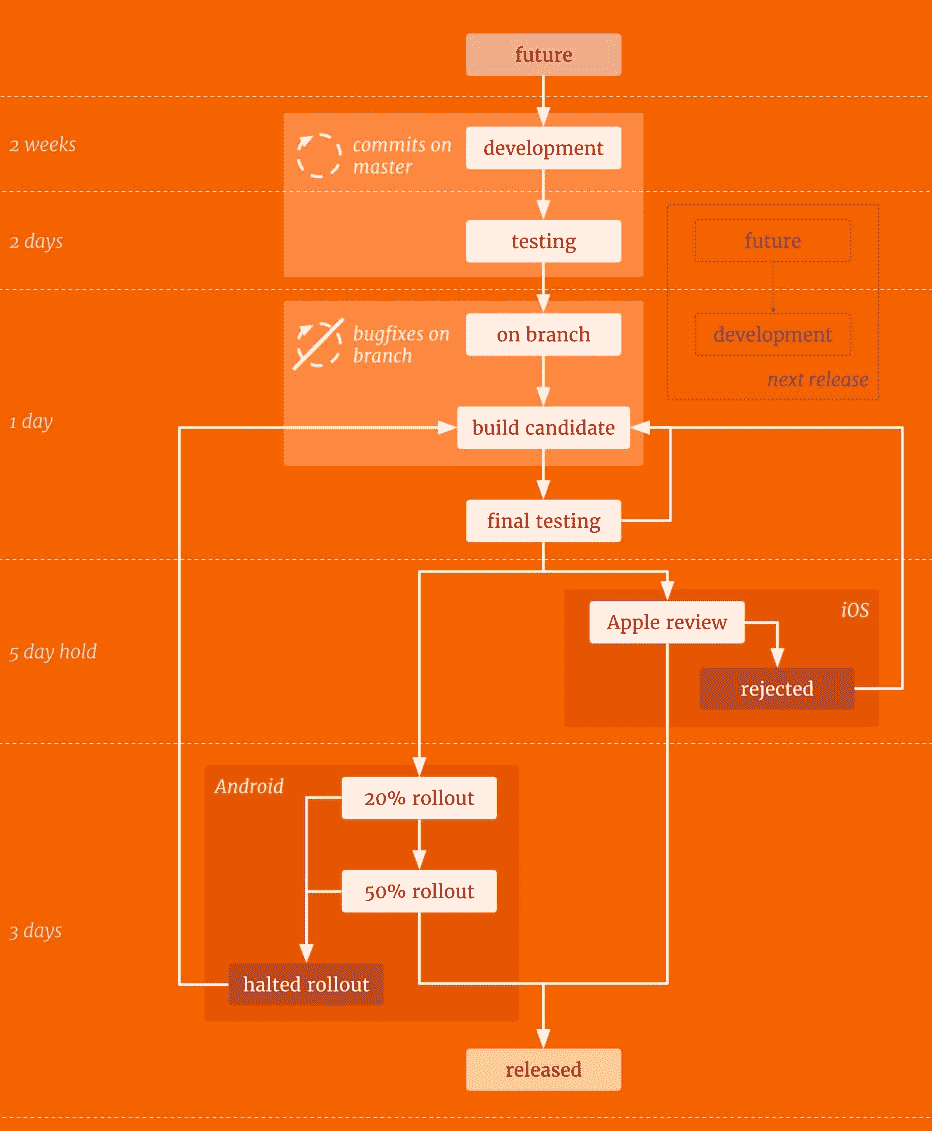 future
2 weeks
commits on
master
development
2 days
testing
future
on branch
bugfixes on
branch
development
next release
1 day
build candidate
final testing
iOS
Apple review
5 day hold
rejected
Android
20% rollout
50% rollout
3 days
halted rollout
released